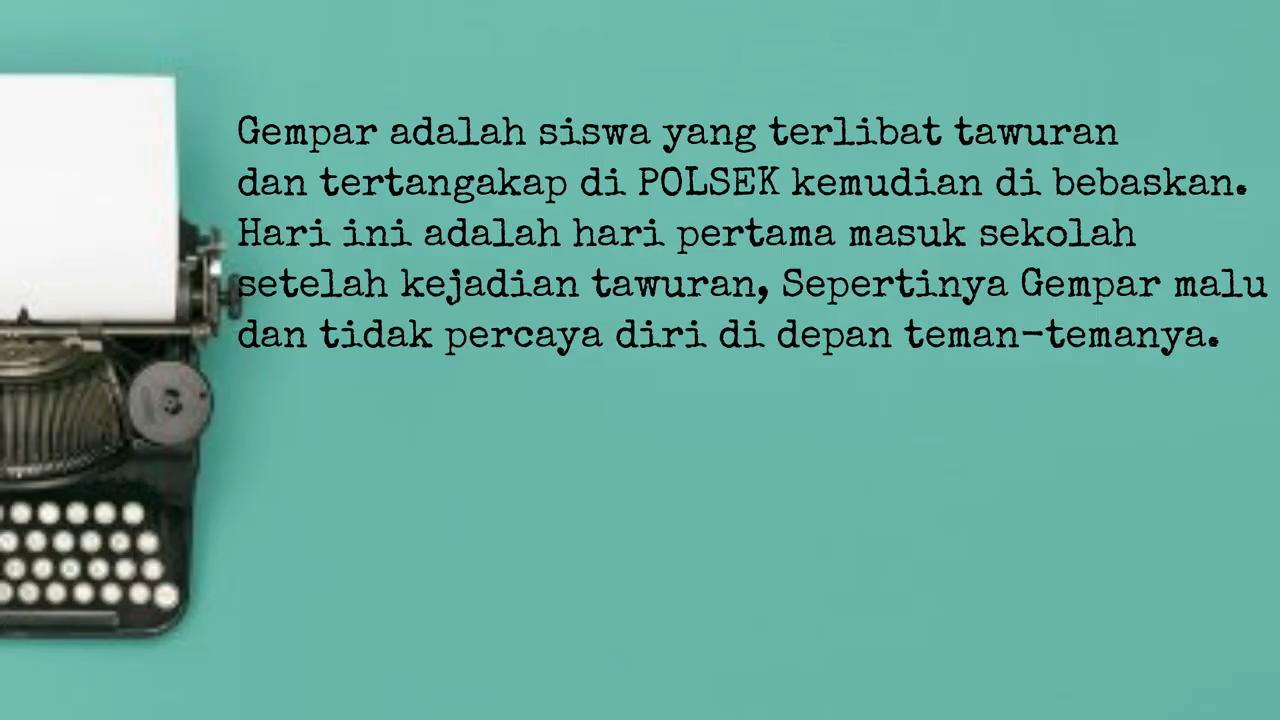 Gempar adalah siswa yang terlibat tawuran
dan tertangakap di POLSEK kemudian di bebaskan.
Hari ini adalah hari pertama masuk sekolah
setelah kejadian tawuran, Sepertinya Gempar malu
dan tidak percaya diri di depan teman-temanya.